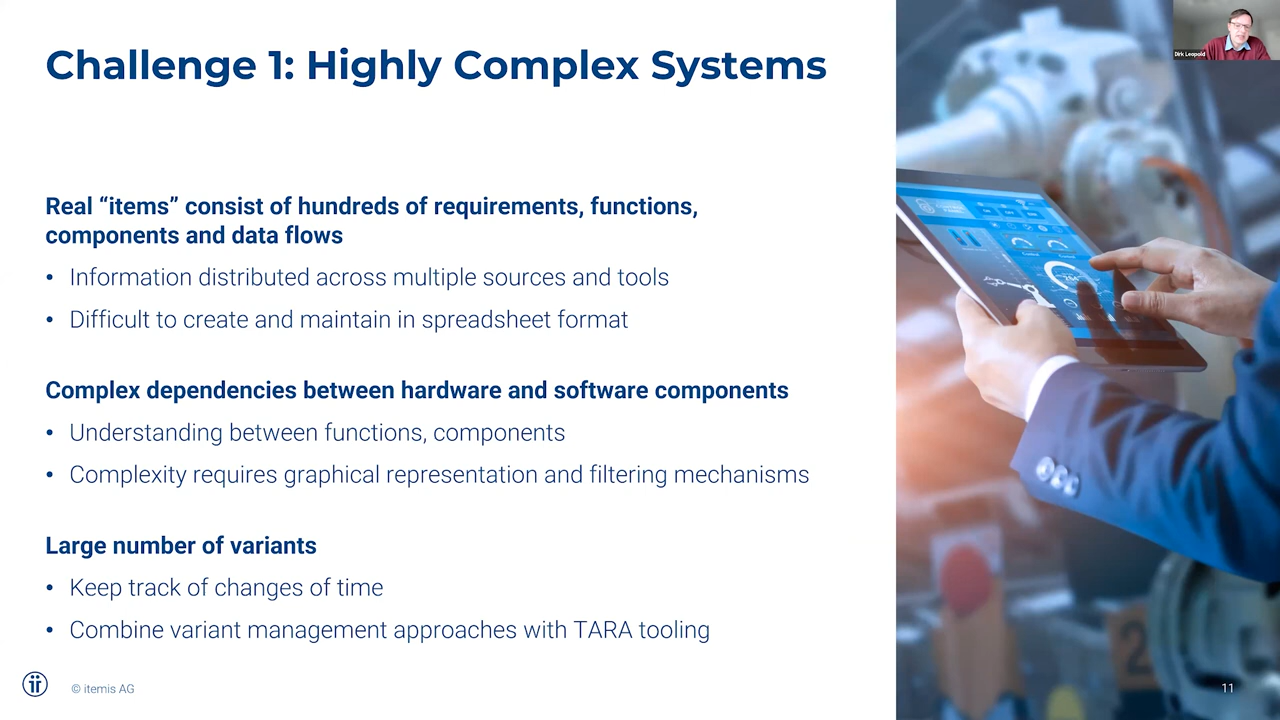 Challenge 1: Highly Complex Systems
Dirk Leopold
Real “items” consist of hundreds of requirements, functions,
components and data flows
• Information distributed across multiple sources and tools
• Difficult to create and maintain in spreadsheet format
Complex dependencies between hardware and software components
• Understanding between functions, components
• Complexity requires graphical representation and filtering mechanisms
Large number of variants
• Keep track of changes of time
• Combine variant management approaches with TARA tooling
2
© itemis AG
11